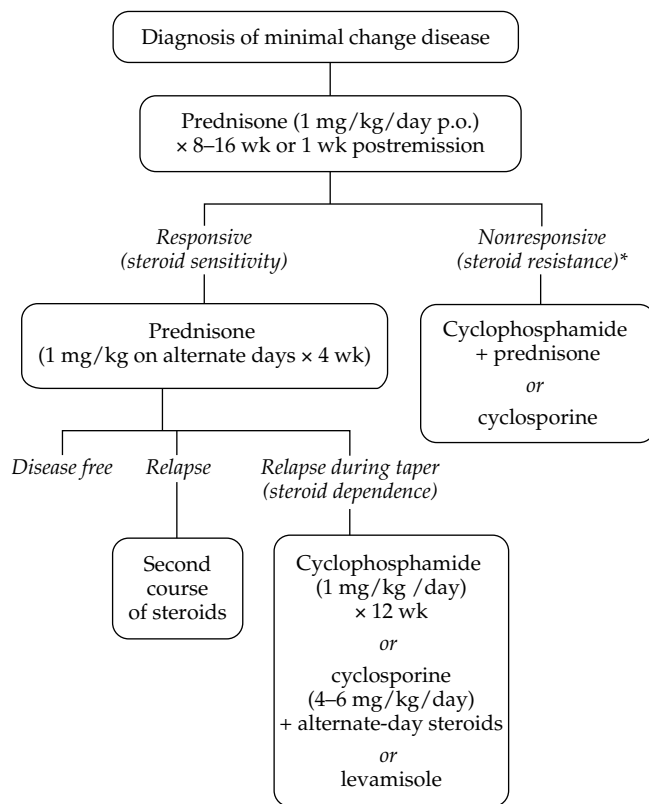 Diagnosis of minimal change disease
Prednisone (1 mg/kg/day p.o.)
× 8–16 wk or 1 wk postremission
Responsive
(steroid sensitivity)
Nonresponsive
(steroid resistance)*
Prednisone
(1 mg/kg on alternate days × 4 wk)
Cyclophosphamide
+ prednisone
or
cyclosporine
Disease free
Relapse
Relapse during taper
(steroid dependence)
Second
course
of steroids
Cyclophosphamide
(1 mg/kg /day)
× 12 wk
or
cyclosporine
(4–6 mg/kg/day)
+ alternate-day steroids
or
levamisole